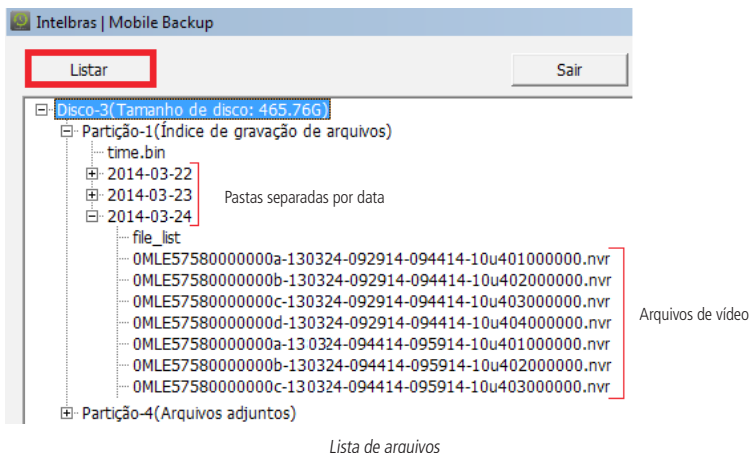 Intelbras | Mobile Backup
Listar Sair
Disco-3(Tamanho de disco: 465.76G)
Partição-1(Índice de gravação de arquivos)
time.bin
2014-03-22
2014-03-23 Pastas separadas por data
2014-03-24
file_list
0MLE57580000000a-130324-092914-094414-10u401000000.nvr
0MLE57580000000b-130324-092914-094414-10u402000000.nvr
0MLE57580000000c-130324-092914-094414-10u403000000.nvr
0MLE57580000000d-130324-092914-094414-10u404000000.nvr Arquivos de vídeo
0MLE57580000000a-13 0324-094414-095914-10u401000000.nvr
0MLE57580000000b-130324-094414-095914-10u402000000.nvr
0MLE57580000000c-130324-094414-095914-10u403000000.nvr
Partição-4(Arquivos adjuntos)
Lista de arquivos